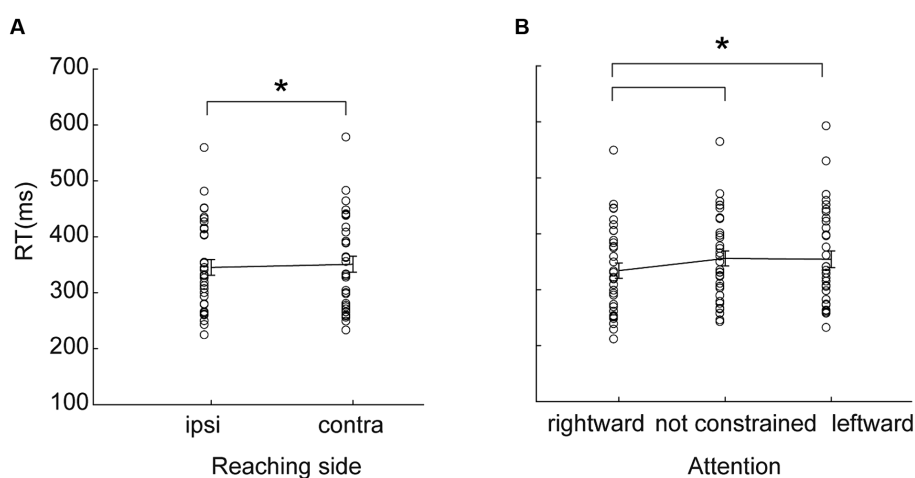 A
B
*
*
RT(ms)
700
600
500
400
300
200
100
ipsi contra
Reaching side
rightward not constrained leftward
Attention